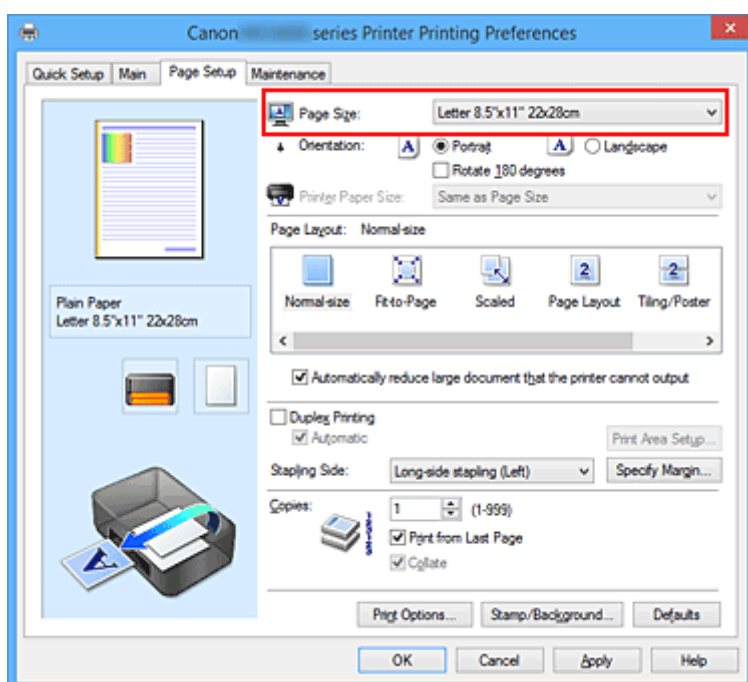 Canon series Printer Printing Preferences
Quick Setup Main Page Setup Maintenance
Page Size: Letter 8.5"x11" 22x28cm
Orientation: A Portrait A Landscape
Rotate 180 degrees
Printer Paper Size: Same as Page Size
Page Layout: Normal-size
2 2
Normal-size Fit-to-Page Scaled Page Layout Tiling/Poster
Plain Paper
Letter 8.5"x11" 22x28cm
Automatically reduce large document that the printer cannot output
Duplex Printing
Automatic
Print Area Setup...
Stapling Side: Long-side stapling (Left) Specify Margin...
Copies: 1 (1-999)
Print from Last Page
Collate
A
Print Options... Stamp/Background... Defaults
OK Cancel Apply Help